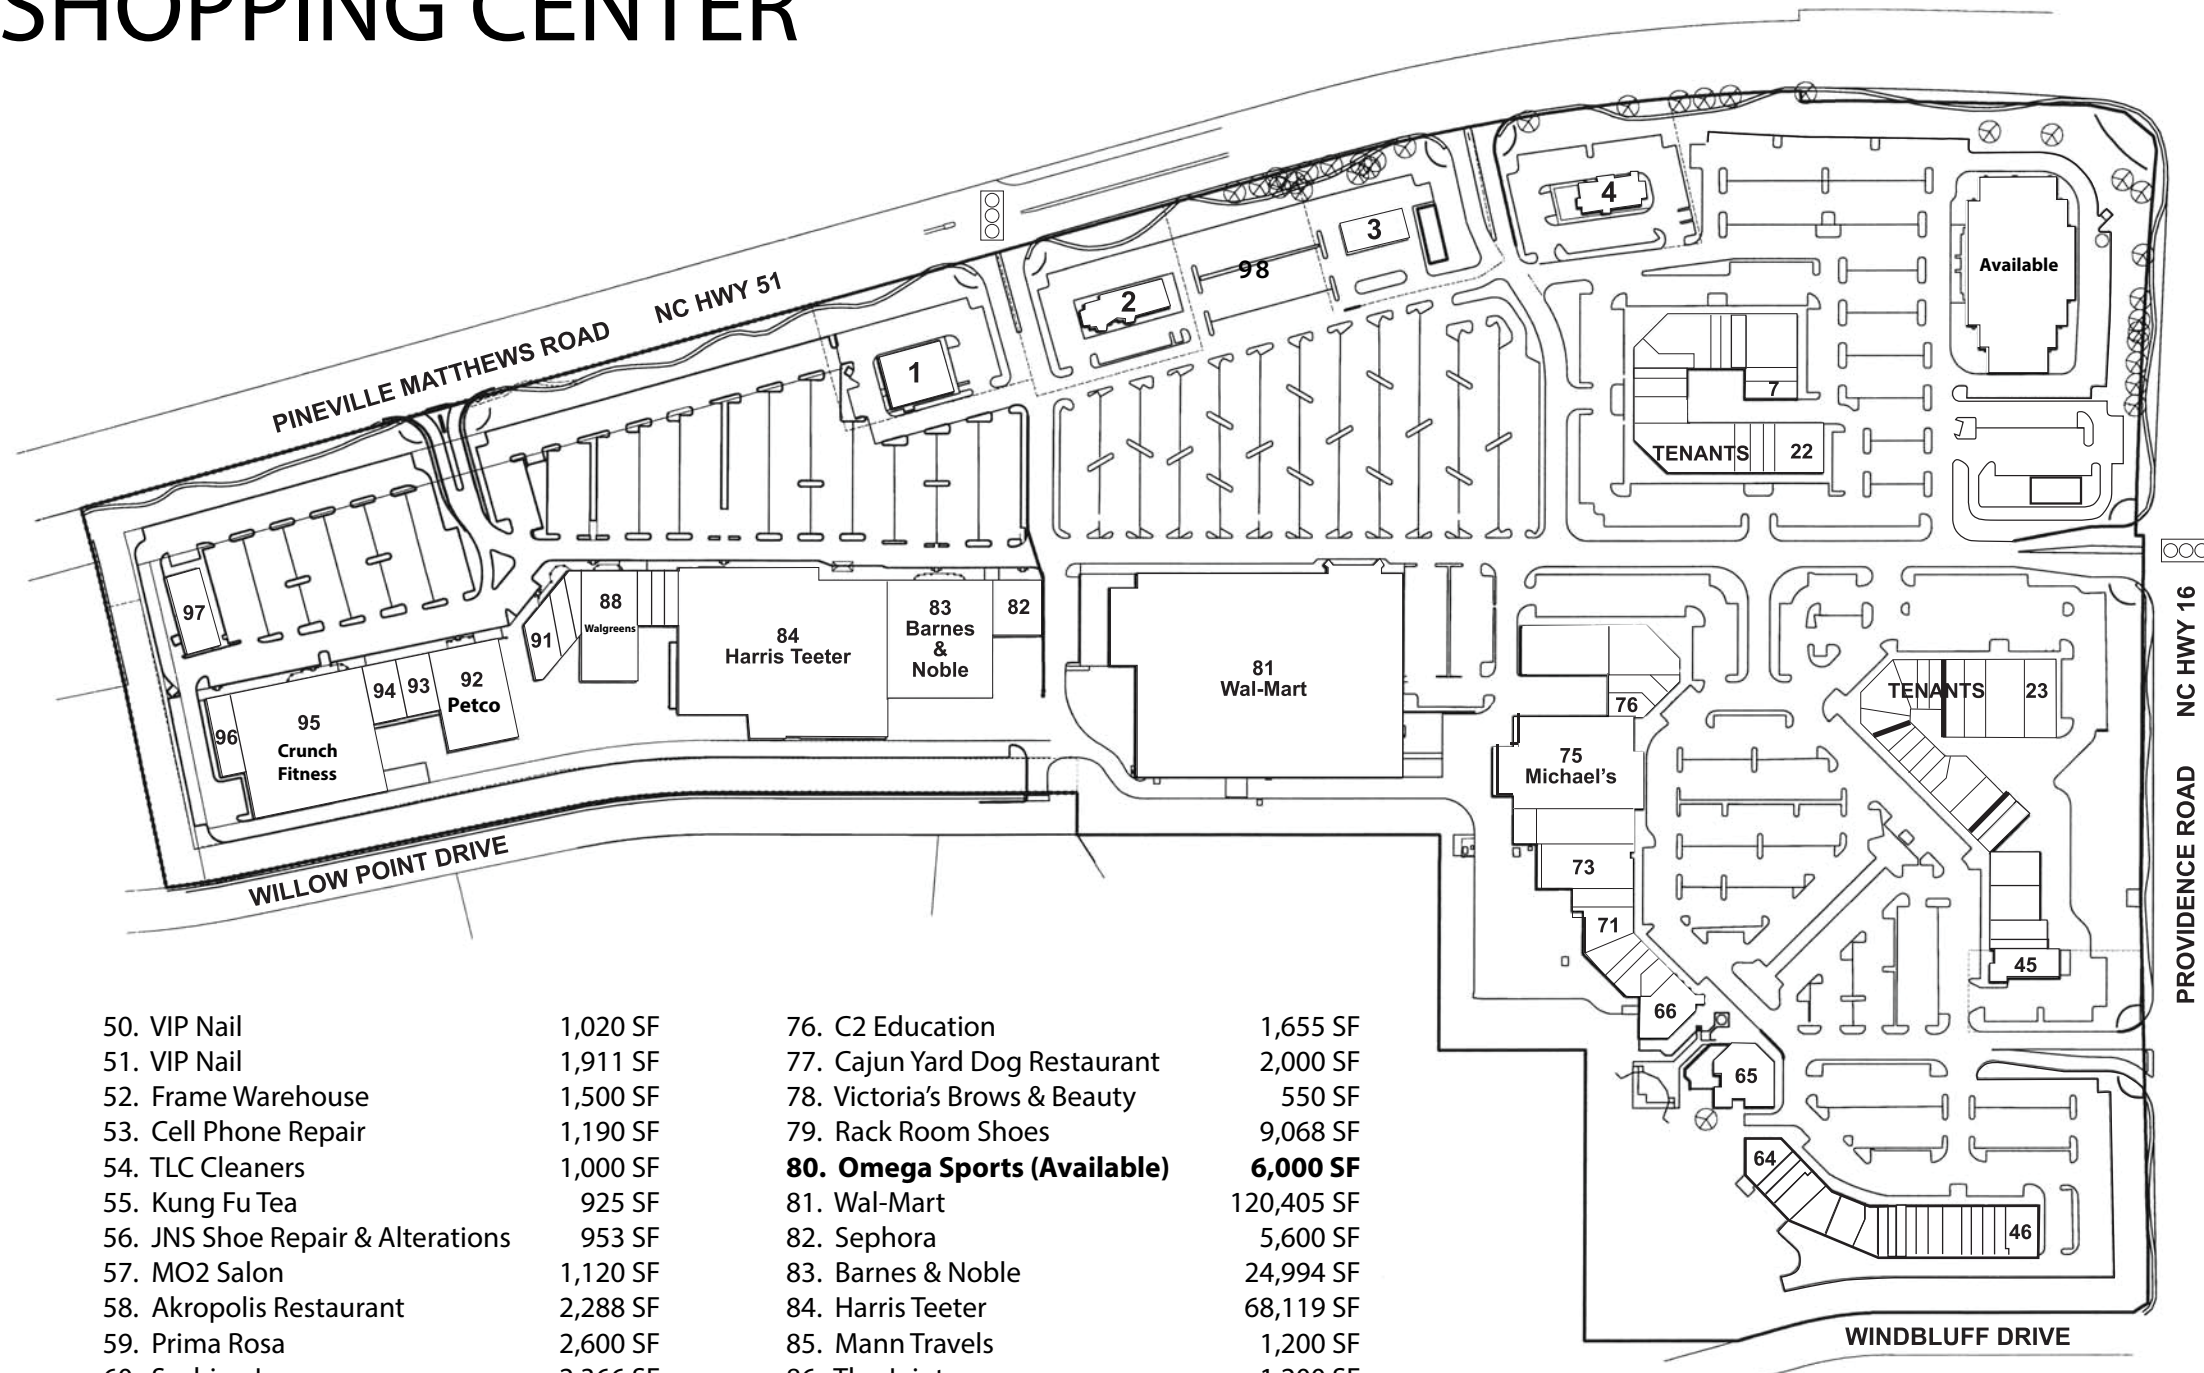 SHOPPING CENTER
PINEVILLE MATTHEWS ROAD
NC HWY 51
4
3
98
2
1
Available
7
TENANTS
22
NC HWY 16
PROVIDENCE ROAD
97
96
95
Crunch
Fitness
94
93
92
Petco
91
88
Walgreens
84
Harris Teeter
83
Barnes
&
Noble
82
81
Wal-Mart
76
75
Michael's
73
71
66
65
64
46
45
TENANTS
23
WILLOW POINT DRIVE
WINDBLUFF DRIVE
50. VIP Nail 1,020 SF
51. VIP Nail 1,911 SF
52. Frame Warehouse 1,500 SF
53. Cell Phone Repair 1,190 SF
54. TLC Cleaners 1,000 SF
55. Kung Fu Tea 925 SF
56. JNS Shoe Repair & Alterations 953 SF
57. MO2 Salon 1,120 SF
58. Akropolis Restaurant 2,288 SF
59. Prima Rosa 2,600 SF
76. C2 Education 1,655 SF
77. Cajun Yard Dog Restaurant 2,000 SF
78. Victoria's Brows & Beauty 550 SF
79. Rack Room Shoes 9,068 SF
80. Omega Sports (Available) 6,000 SF
81. Wal-Mart 120,405 SF
82. Sephora 5,600 SF
83. Barnes & Noble 24,994 SF
84. Harris Teeter 68,119 SF
85. Mann Travels 1,200 SF